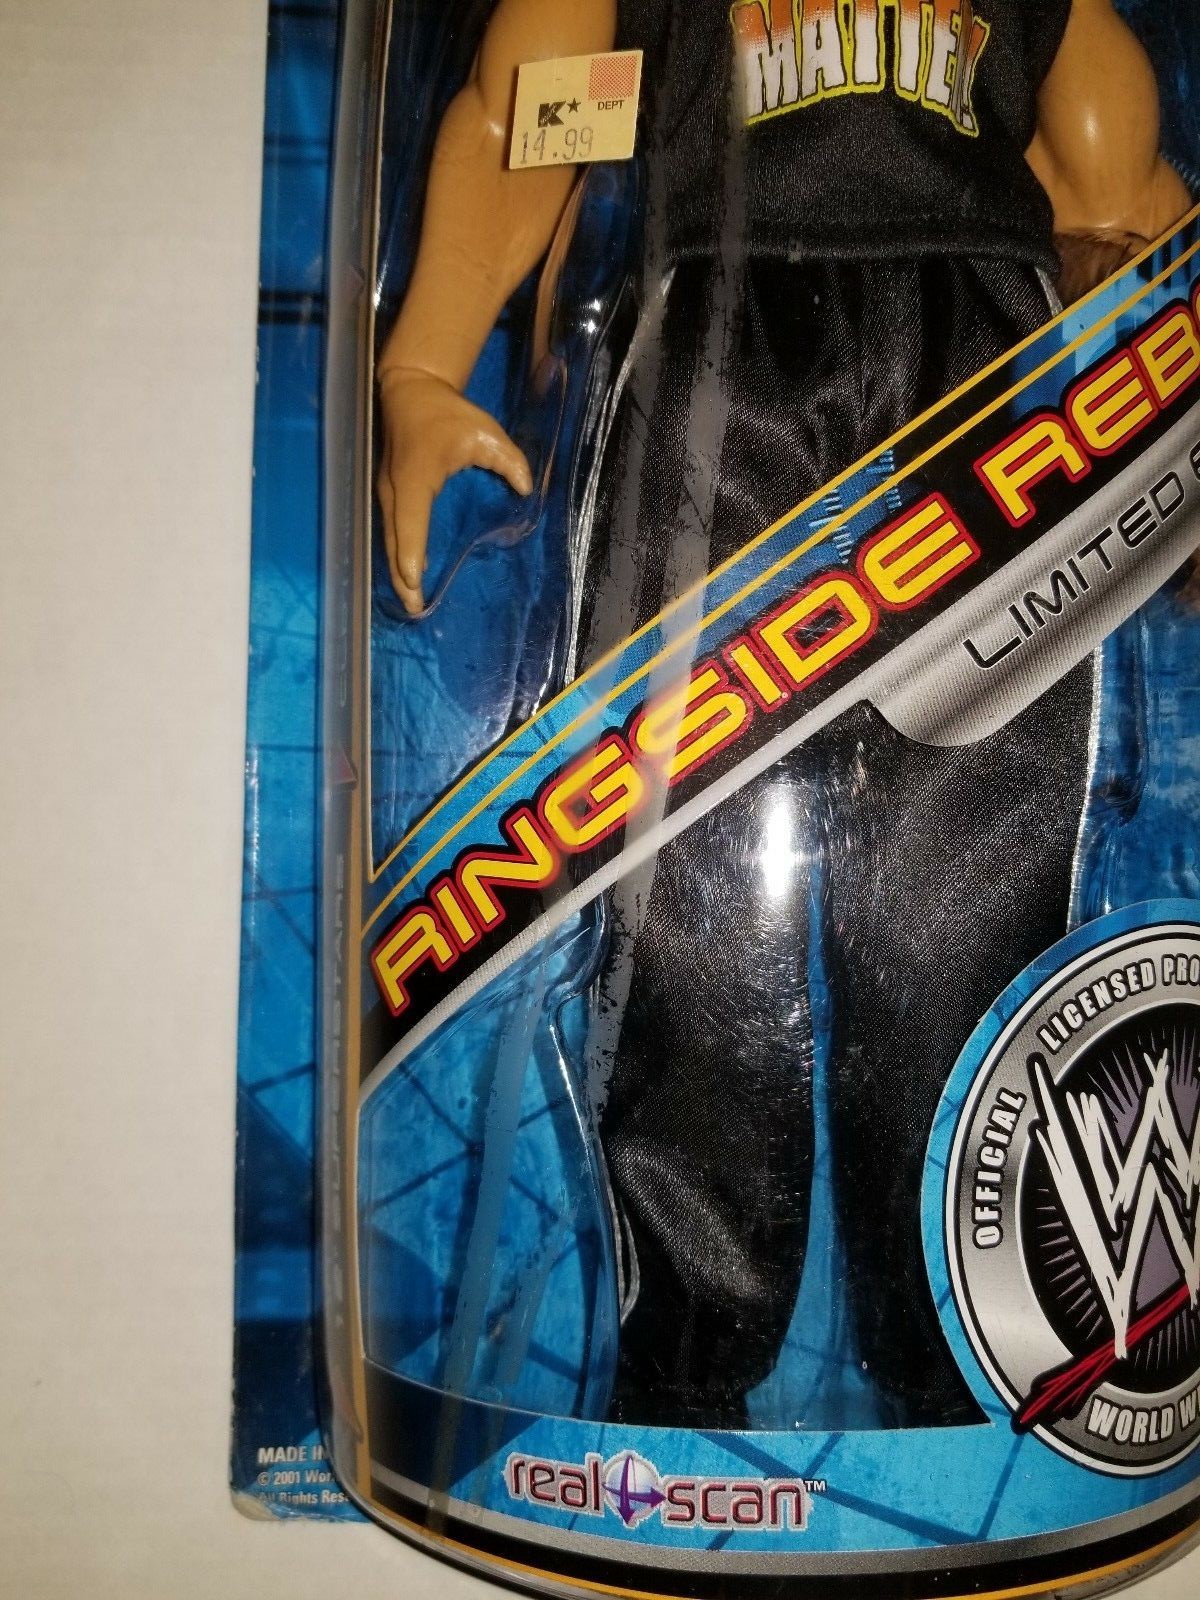 MATTE
K
DEPT
14.99
RINGSIDE REB
LIMITED
OFFICIAL LICENSED PRO
W
WORLD W
MADE IN
© 2001 Wor
All Rights Res
real scan™